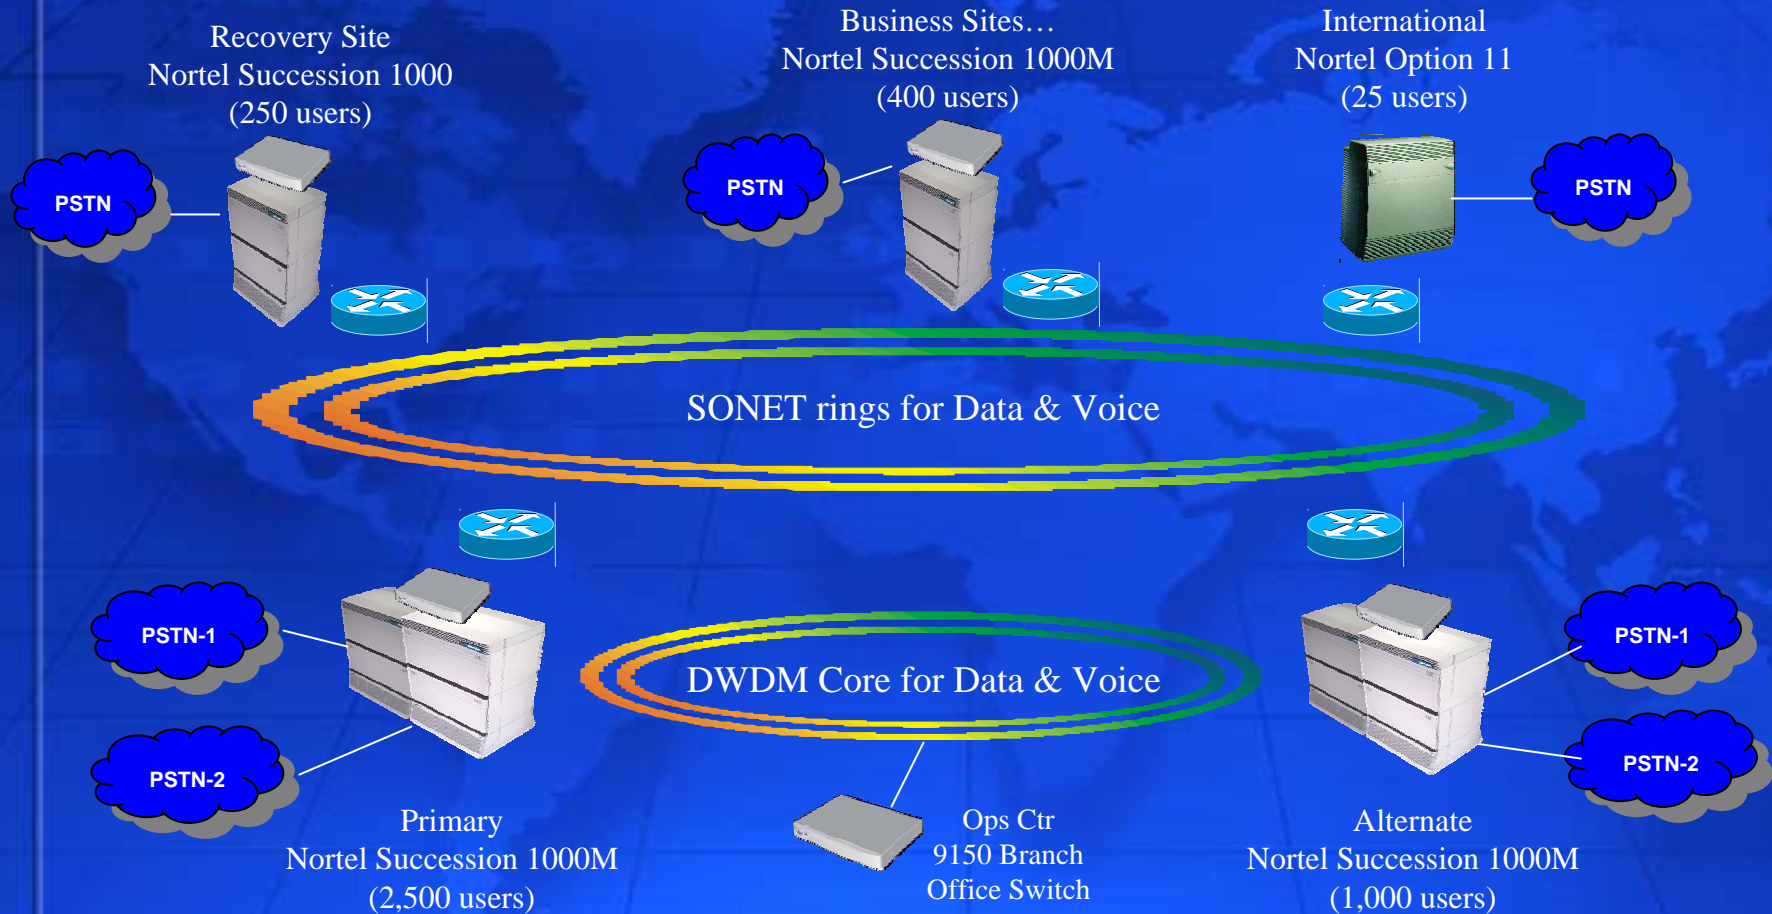 Recovery Site
Nortel Succession 1000
(250 users)
Business Sites…
Nortel Succession 1000M
(400 users)
International
Nortel Option 11
(25 users)
PSTN
PSTN
PSTN
SONET rings for Data & Voice
PSTN-1
PSTN-2
DWDM Core for Data & Voice
PSTN-1
PSTN-2
Primary
Nortel Succession 1000M
(2,500 users)
Ops Ctr
9150 Branch
Office Switch
Alternate
Nortel Succession 1000M
(1,000 users)